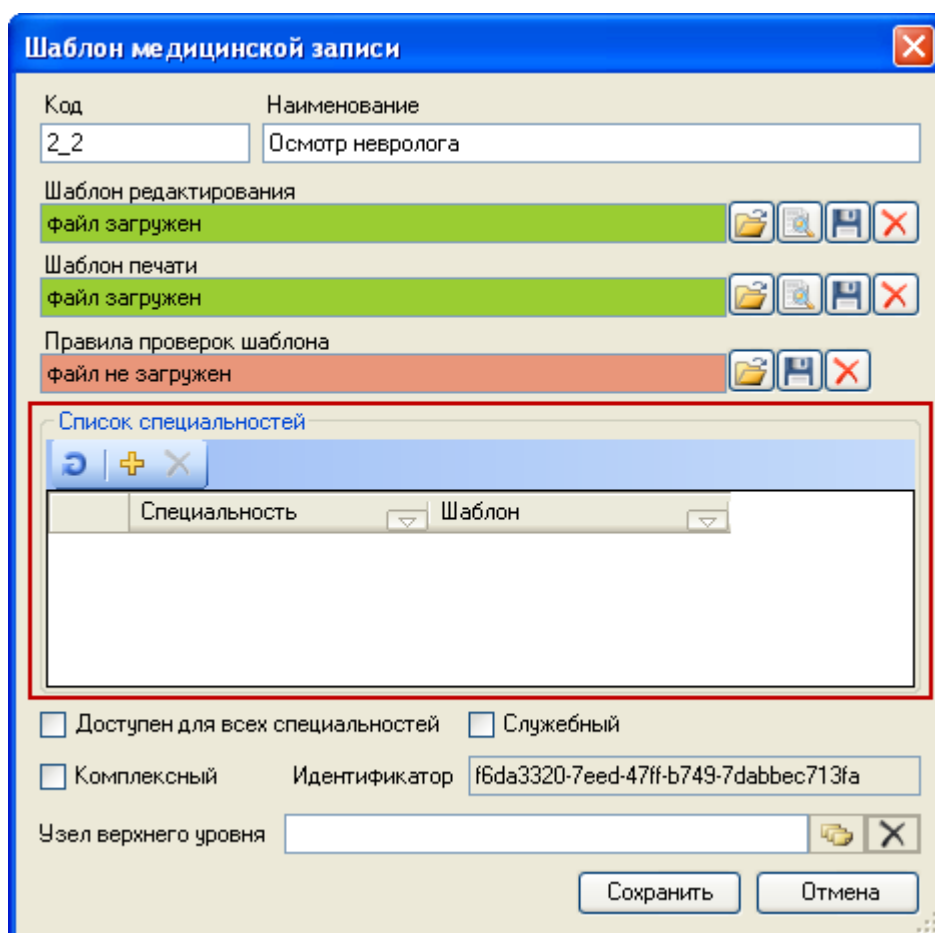 Шаблон медицинской записи
Код Наименование
2_2 Осмотр невролога
Шаблон редактирования
файл загружен
Шаблон печати
файл загружен
Правила проверок шаблона
файл не загружен
Список специальностей
Специальность Шаблон
Доступен для всех специальностей Служебный
Комплексный Идентификатор f6da3320-7eed-47ff-b749-7dabbec713fa
Узел верхнего уровня
Сохранить Отмена